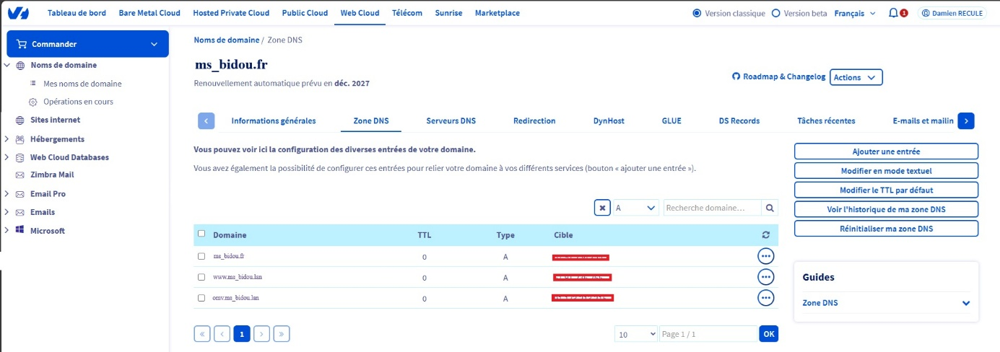 Tableau de bord Bare Metal Cloud Hosted Private Cloud Public Cloud Web Cloud Télécom Sunrise Marketplace Version classique Version beta Français 1 Damien RECULE
Commander
Noms de domaine
Mes noms de domaine
Opérations en cours
Sites internet
Hébergements
Web Cloud Databases
Zimbra Mail
Email Pro
Emails
Microsoft
Noms de domaine / Zone DNS
ms_bidou.fr
Renouvellement automatique prévu en déc. 2027
Roadmap & Changelog Actions
Informations générales Zone DNS Serveurs DNS Redirection DynHost GLUE DS Records Tâches récentes E-mails et mailin
Vous pouvez voir ici la configuration des diverses entrées de votre domaine.
Vous avez également la possibilité de configurer ces entrées pour relier votre domaine à vos différents services (bouton « ajouter une entrée »).
A Recherche domaine...
Domaine TTL Type Cible
ms_bidou.fr 0 A
www.ms_bidou.lan 0 A
omv.ms_bidou.lan 0 A
« ‹ 1 › » 10 Page 1 / 1 OK
Ajouter une entrée
Modifier en mode textuel
Modifier le TTL par défaut
Voir l'historique de ma zone DNS
Réinitialiser ma zone DNS
Guides
Zone DNS